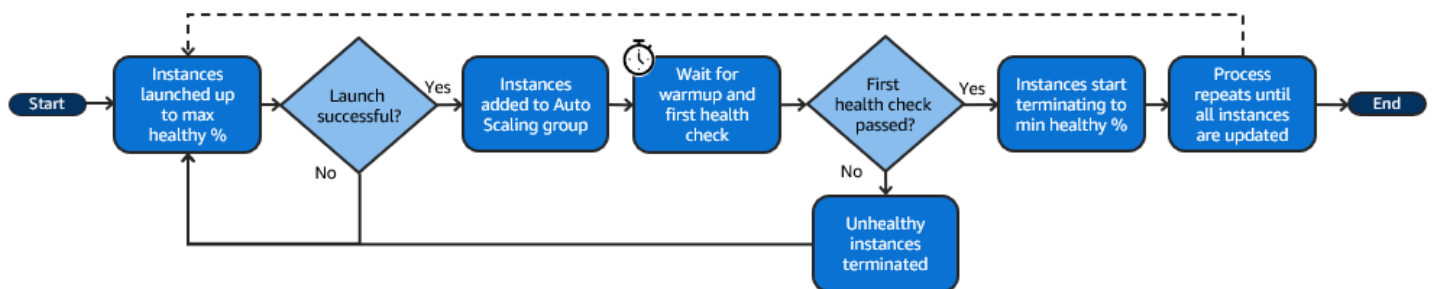 Start
Instances
launched up
to max
healthy %
Launch
successful?
Yes
No
Instances
added to Auto
Scaling group
Wait for
warmup and
first health
check
First
health check
passed?
Yes
No
Unhealthy
instances
terminated
Instances start
terminating to
min healthy %
Process
repeats until
all instances
are updated
End